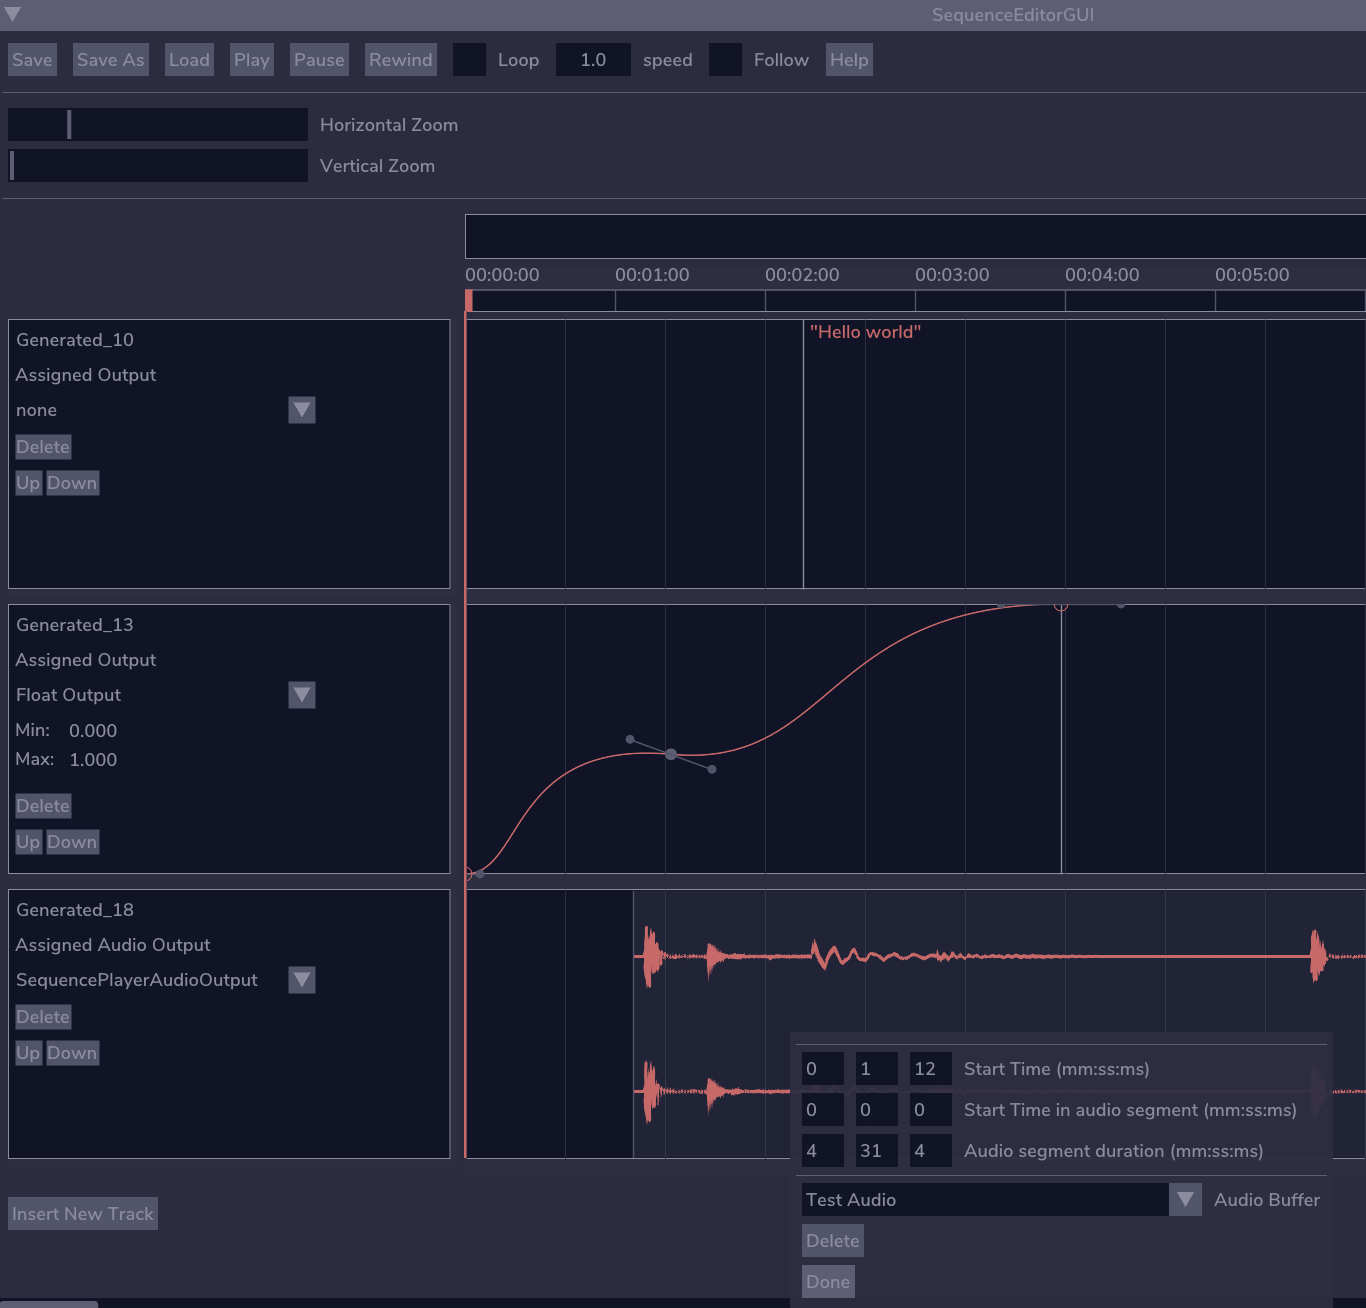 SequenceEditorGUI
Save Save As Load Play Pause Rewind Loop 1.0 speed Follow Help
Horizontal Zoom
Vertical Zoom
00:00:00 00:01:00 00:02:00 00:03:00 00:04:00 00:05:00
"Hello world"
Generated_10
Assigned Output
none
Delete
Up Down
Generated_13
Assigned Output
Float Output
Min: 0.000
Max: 1.000
Delete
Up Down
Generated_18
Assigned Audio Output
SequencePlayerAudioOutput
Delete
Up Down
0 1 12 Start Time (mm:ss:ms)
0 0 0 Start Time in audio segment (mm:ss:ms)
4 31 4 Audio segment duration (mm:ss:ms)
Test Audio Audio Buffer
Delete
Done
Insert New Track